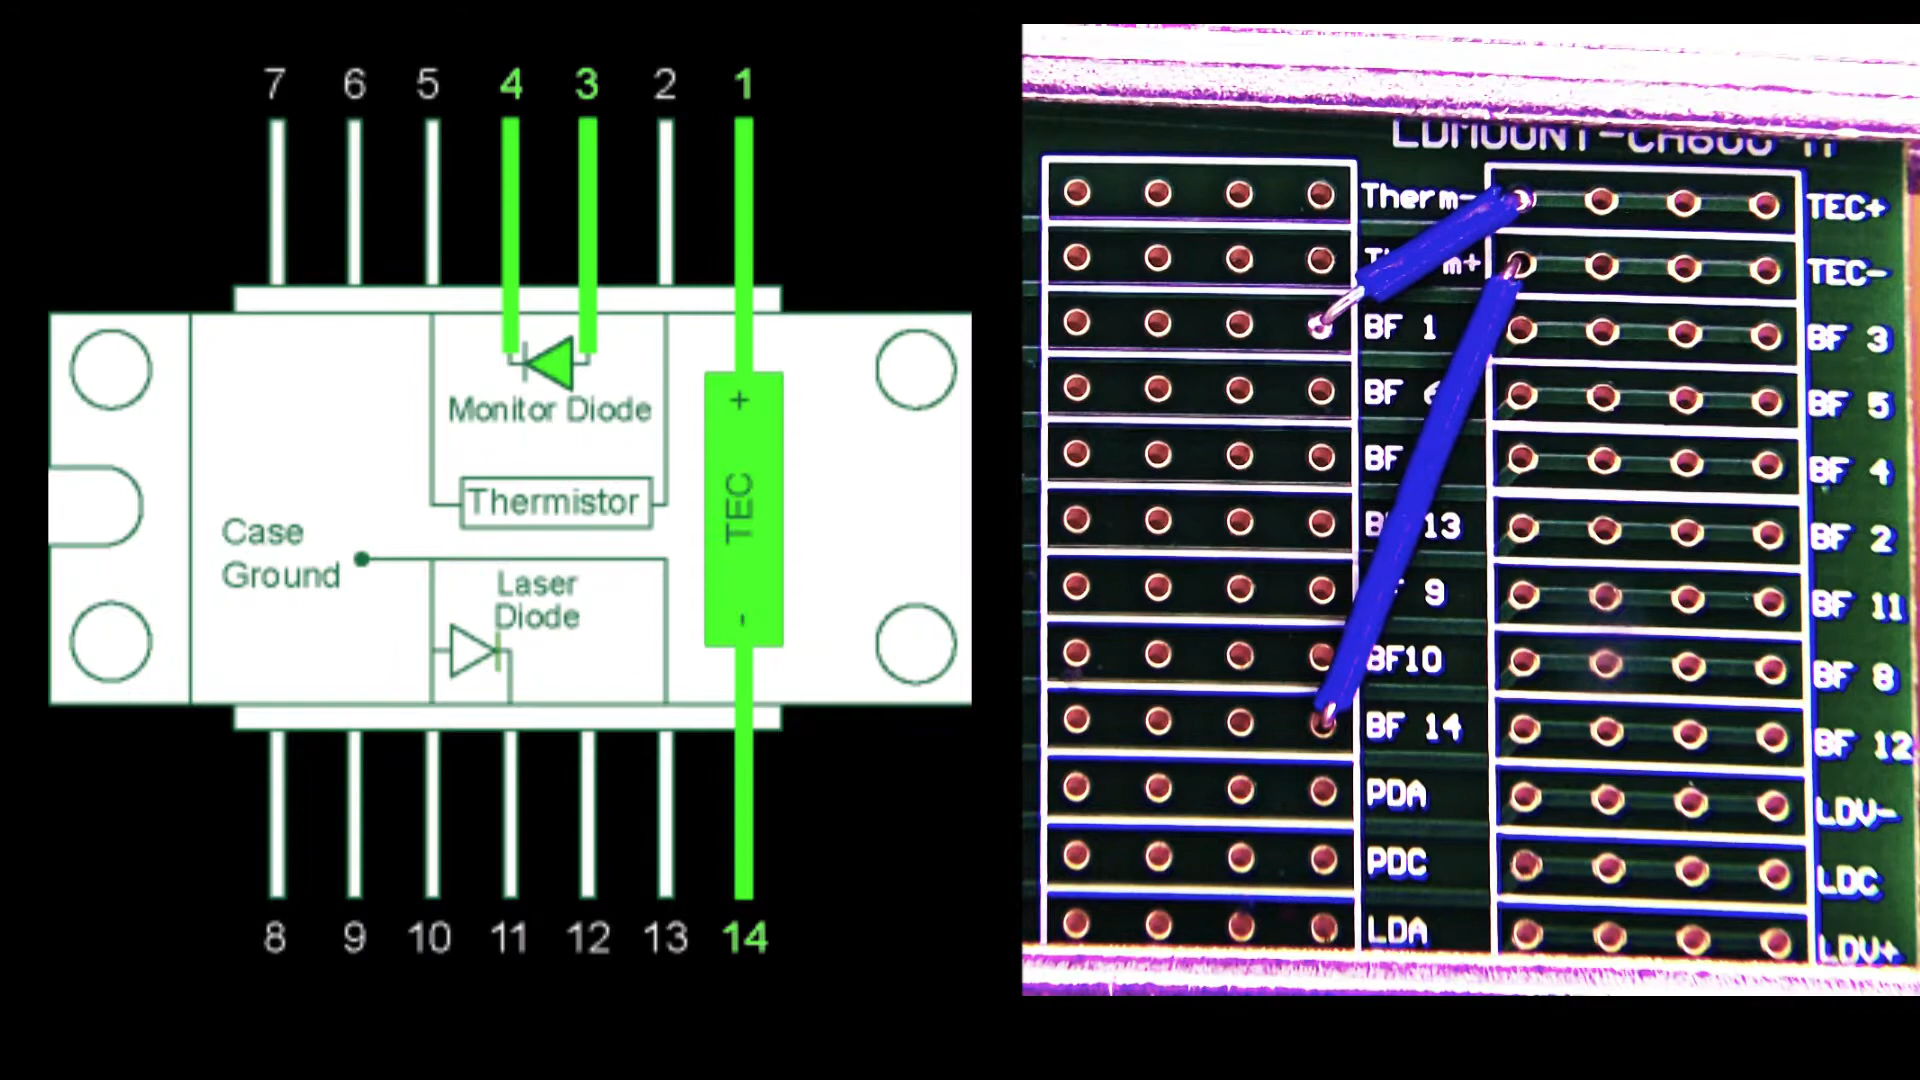 7 6 5 4 3 2 1
Monitor Diode
Thermistor
+
TEC
-
Case
Ground
Laser
Diode
8 9 10 11 12 13 14
Therm-
m+
BF 1
BF
BF
13
9
BF10
BF 14
PDA
PDC
LDA
TEC+
TEC-
BF 3
BF 5
BF 4
BF 2
BF 11
BF 8
BF 12
LDV-
LDC
LDV+